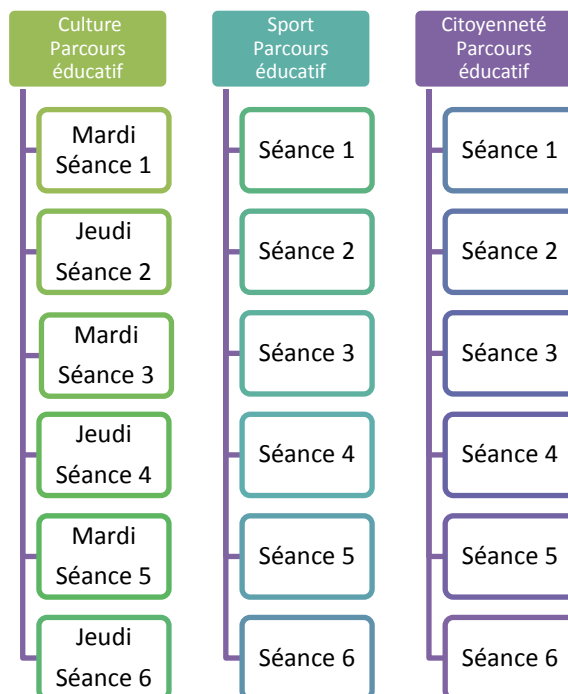 Culture
Parcours
éducatif
Mardi
Séance 1
Jeudi
Séance 2
Mardi
Séance 3
Jeudi
Séance 4
Mardi
Séance 5
Jeudi
Séance 6
Sport
Parcours
éducatif
Séance 1
Séance 2
Séance 3
Séance 4
Séance 5
Séance 6
Citoyenneté
Parcours
éducatif
Séance 1
Séance 2
Séance 3
Séance 4
Séance 5
Séance 6